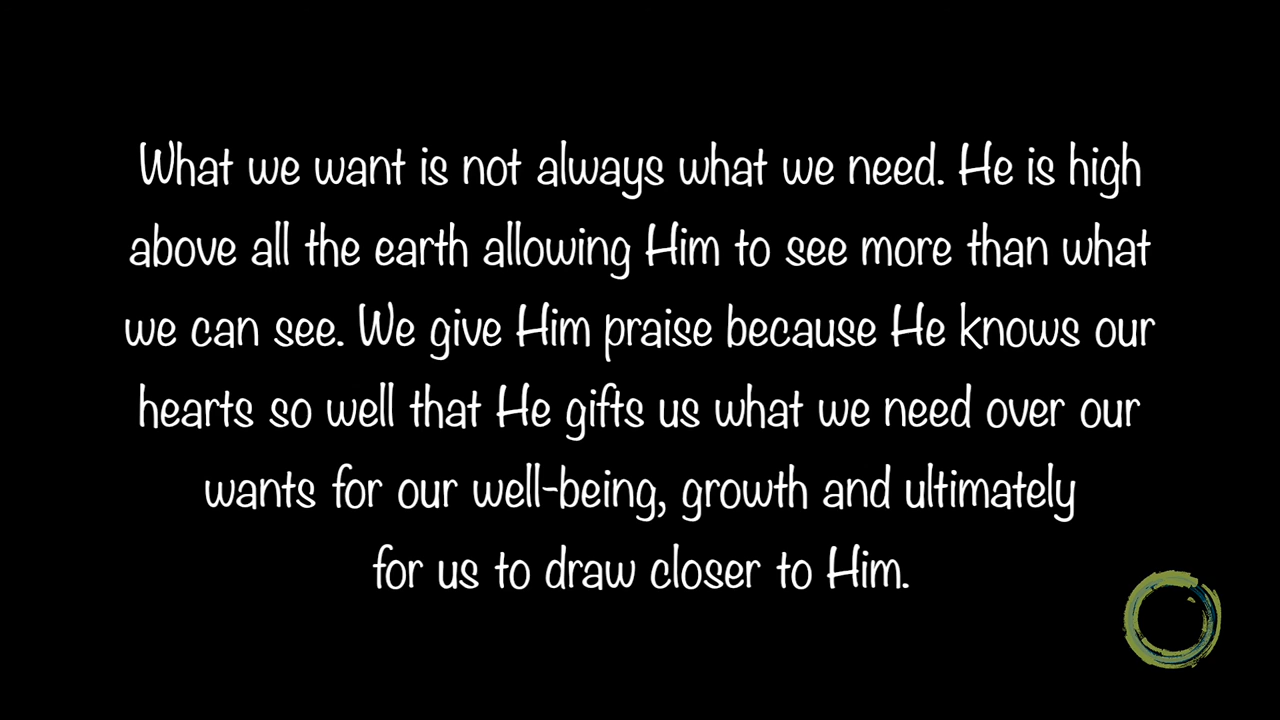 What we want is not always what we need. He is high
above all the earth allowing Him to see more than what
we can see. We give Him praise because He knows our
hearts so well that He gifts us what we need over our
wants for our well-being, growth and ultimately
for us to draw closer to Him.